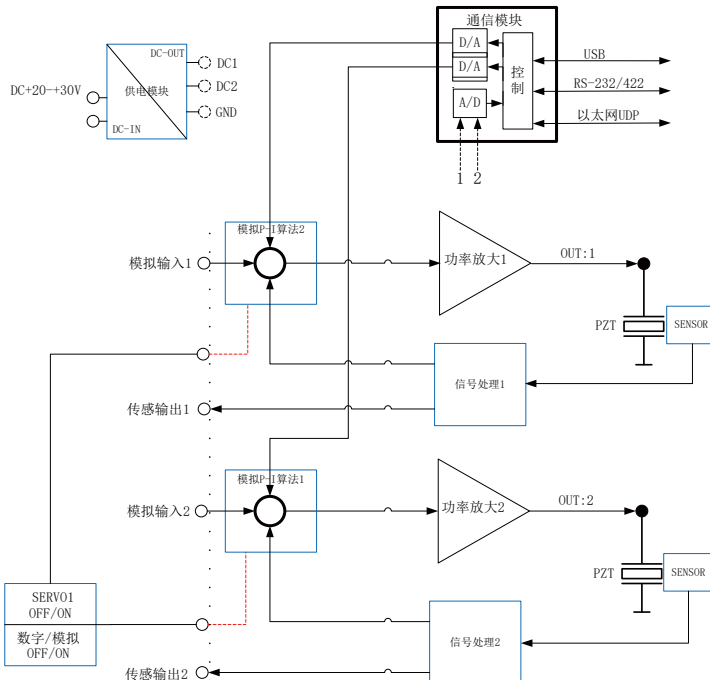 通信模块
D/A
D/A
A/D
控制
USB
RS-232/422
以太网UDP
1 2
DC-OUT
供电模块
DC-IN
DC+20-+30V
DC1
DC2
GND
模拟P-I算法2
模拟输入1
功率放大1
OUT:1
PZT
SENSOR
信号处理1
传感输出1
模拟P-I算法1
模拟输入2
功率放大2
OUT:2
PZT
SENSOR
SERVO1
OFF/ON
数字/模拟
OFF/ON
信号处理2
传感输出2